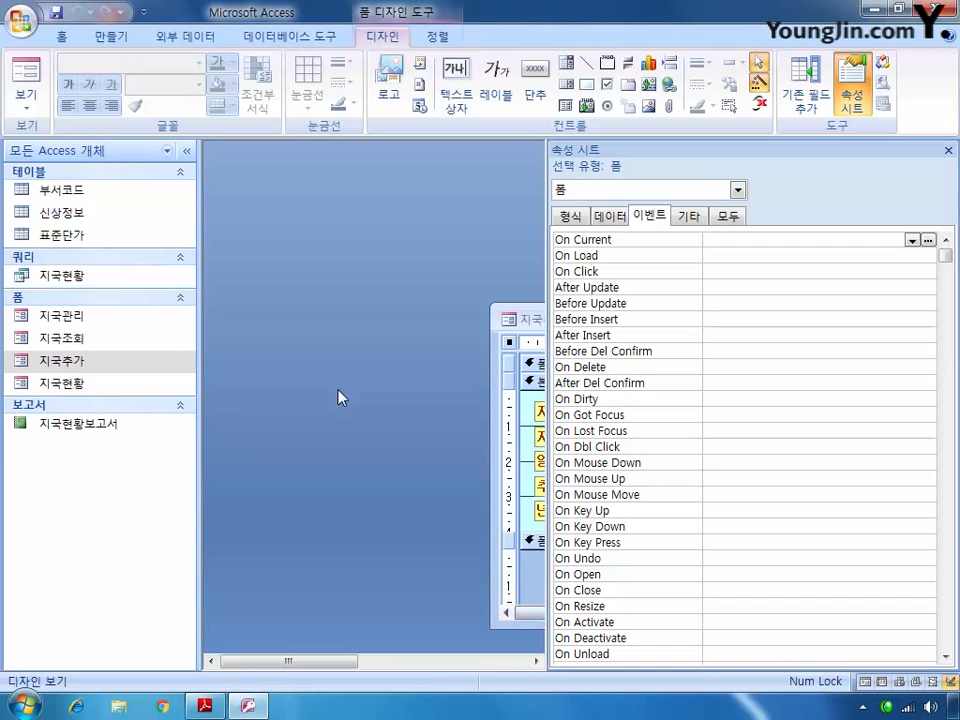 Microsoft Access
폼 디자인 도구
YoungJin.com Y.
홈
만들기
외부 데이터
데이터베이스 도구
디자인
정렬
보기
가
가
가
가
조건부
서식
눈금선
로고
가나
텍스트
상자
가가
레이블
xxxx
단추
기존 필드
추가
속성
시트
보기
글꼴
눈금선
컨트롤
도구
모든 Access 개체
테이블
부서코드
신상정보
표준단가
쿼리
지국현황
폼
지국관리
지국조회
지국추가
지국현황
보고서
지국현황보고서
지국
1
2
3
1
속성 시트
선택 유형: 폼
폼
형식
데이터
이벤트
기타
모두
On Current
On Load
On Click
After Update
Before Update
Before Insert
After Insert
Before Del Confirm
On Delete
After Del Confirm
On Dirty
On Got Focus
On Lost Focus
On Dbl Click
On Mouse Down
On Mouse Up
On Mouse Move
On Key Up
On Key Down
On Key Press
On Undo
On Open
On Close
On Resize
On Activate
On Deactivate
On Unload
디자인 보기
Num Lock